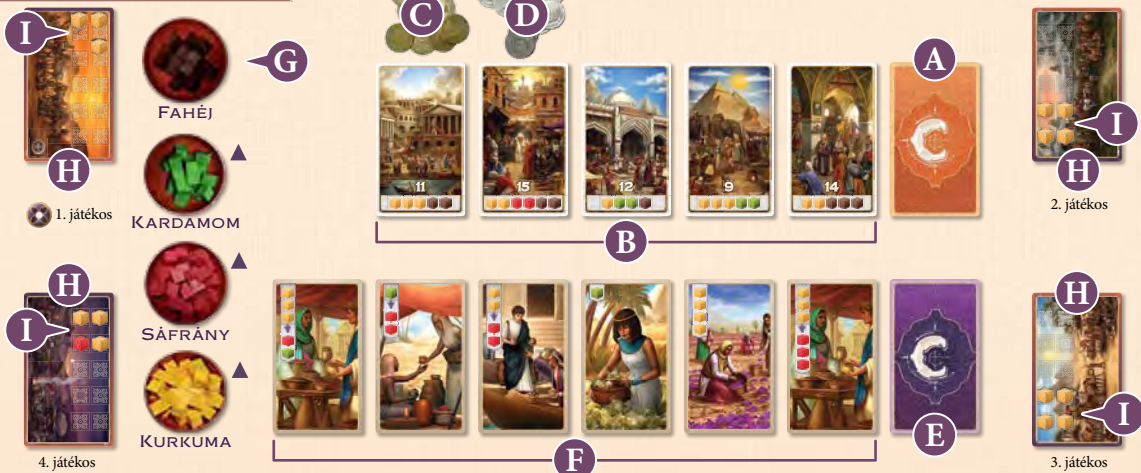 I
C
D
A
I
G
FAHÉJ
H
H
1. játékos
KARDAMOM
11
15
12
9
14
2. játékos
B
H
H
I
SÁFRÁNY
I
KURKUMA
E
4. játékos
F
3. játékos